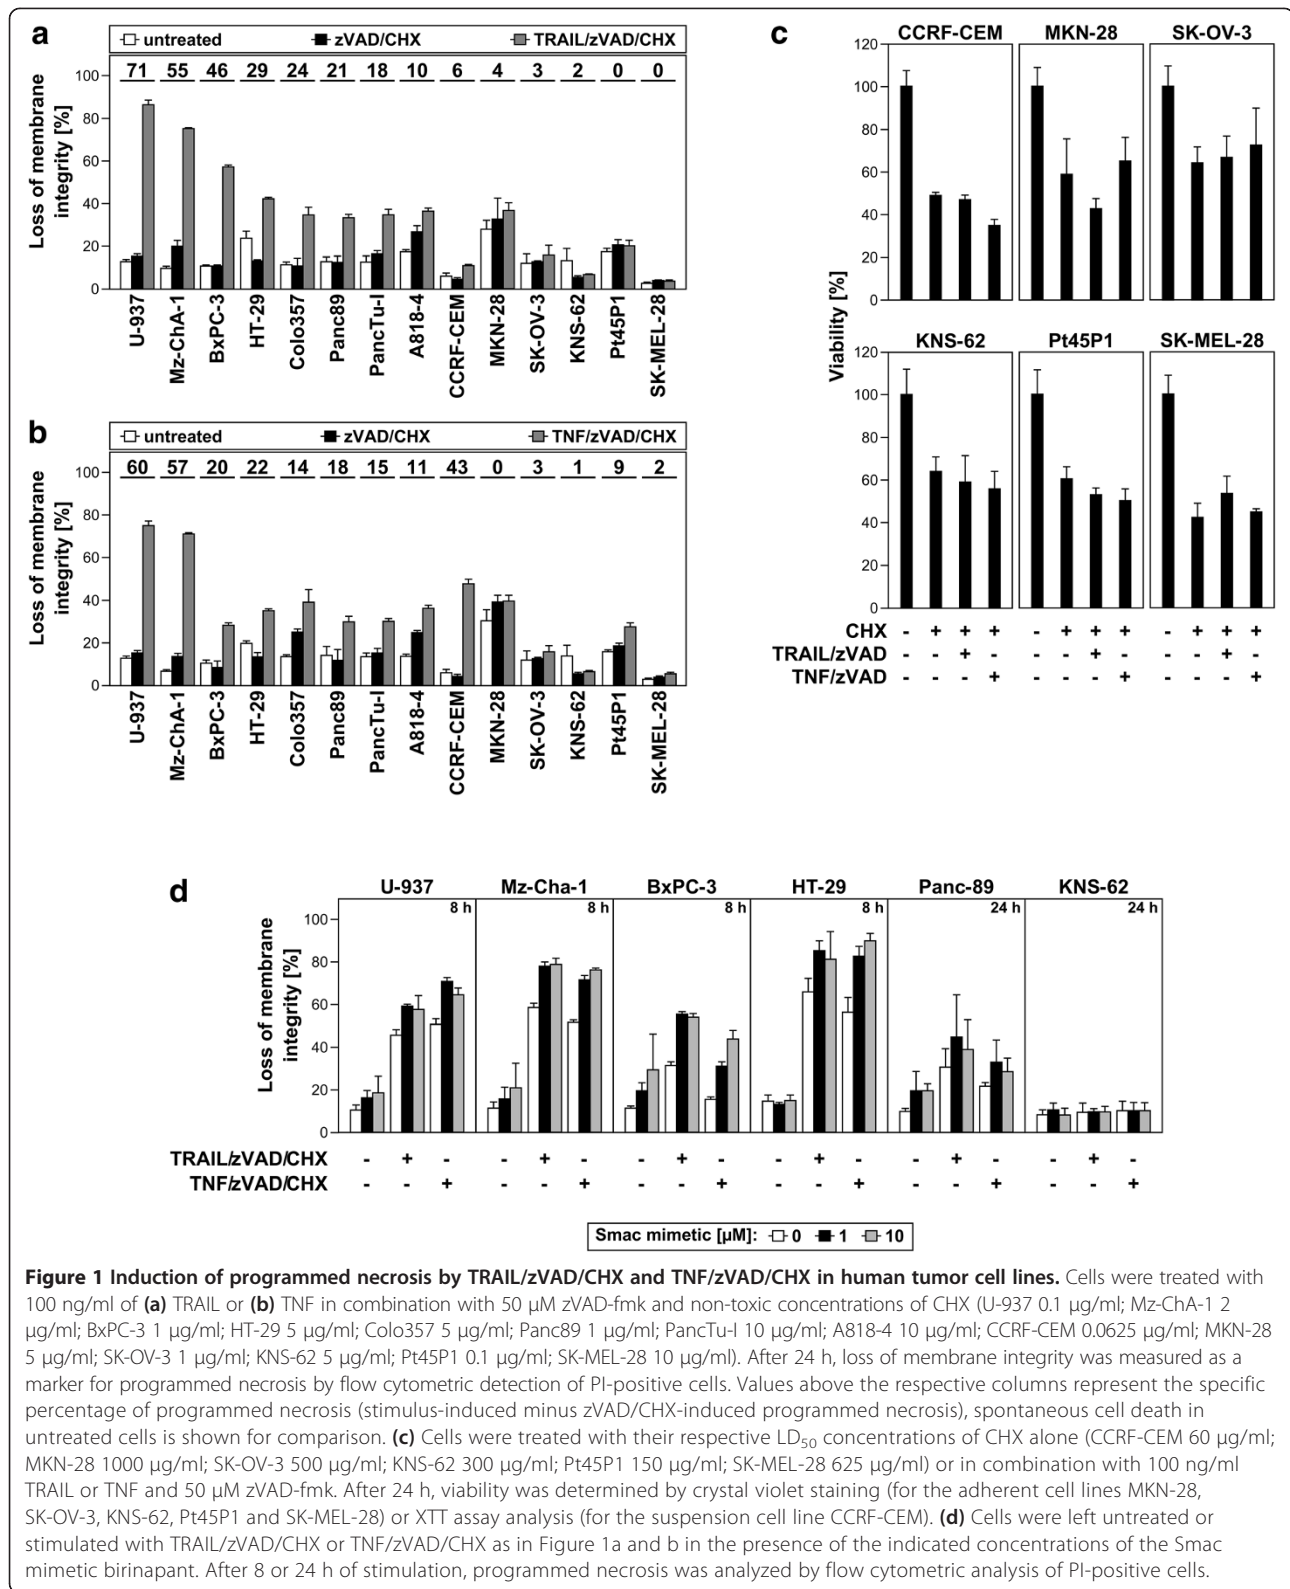 a
untreated zVAD/CHX TRAIL/zVAD/CHX
71 55 46 29 24 21 18 10 6 4 3 2 0 0
Loss of membrane
integrity [%]
100
80
60
40
20
0
U-937
Mz-ChA-1
BxPC-3
HT-29
Colo357
Panc89
PancTu-I
A818-4
CCRF-CEM
MKN-28
SK-OV-3
KNS-62
Pt45P1
SK-MEL-28
b
untreated zVAD/CHX TNF/zVAD/CHX
60 57 20 22 14 18 15 11 43 0 3 1 9 2
Loss of membrane
integrity [%]
100
80
60
40
20
0
U-937
Mz-ChA-1
BxPC-3
HT-29
Colo357
Panc89
PancTu-I
A818-4
CCRF-CEM
MKN-28
SK-OV-3
KNS-62
Pt45P1
SK-MEL-28
c
CCRF-CEM MKN-28 SK-OV-3
120
100
80
60
40
20
0
Viability [%]
KNS-62 Pt45P1 SK-MEL-28
120
100
80
60
40
20
0
CHX - + + + - + + + - + + +
TRAIL/zVAD - - + - - - + - - - + -
TNF/zVAD - - - + - - - + - - - +
d
U-937 Mz-Cha-1 BxPC-3 HT-29 Panc-89 KNS-62
8 h 8 h 8 h 8 h 24 h 24 h
Loss of membrane
integrity [%]
100
80
60
40
20
0
TRAIL/zVAD/CHX - + - - + - - + - - + - - + - - + -
TNF/zVAD/CHX - - + - - + - - + - - + - - + - - +
Smac mimetic [µM]: 0 1 10
Figure 1 Induction of programmed necrosis by TRAIL/zVAD/CHX and TNF/zVAD/CHX in human tumor cell lines. Cells were treated with
100 ng/ml of (a) TRAIL or (b) TNF in combination with 50 µM zVAD-fmk and non-toxic concentrations of CHX (U-937 0.1 µg/ml; Mz-ChA-1 2
µg/ml; BxPC-3 1 µg/ml; HT-29 5 µg/ml; Colo357 5 µg/ml; Panc89 1 µg/ml; PancTu-I 10 µg/ml; A818-4 10 µg/ml; CCRF-CEM 0.0625 µg/ml; MKN-28
5 µg/ml; SK-OV-3 1 µg/ml; KNS-62 5 µg/ml; Pt45P1 0.1 µg/ml; SK-MEL-28 10 µg/ml). After 24 h, loss of membrane integrity was measured as a
marker for programmed necrosis by flow cytometric detection of PI-positive cells. Values above the respective columns represent the specific
percentage of programmed necrosis (stimulus-induced minus zVAD/CHX-induced programmed necrosis), spontaneous cell death in
untreated cells is shown for comparison. (c) Cells were treated with their respective LD50 concentrations of CHX alone (CCRF-CEM 60 µg/ml;
MKN-28 1000 µg/ml; SK-OV-3 500 µg/ml; KNS-62 300 µg/ml; Pt45P1 150 µg/ml; SK-MEL-28 625 µg/ml) or in combination with 100 ng/ml
TRAIL or TNF and 50 µM zVAD-fmk. After 24 h, viability was determined by crystal violet staining (for the adherent cell lines MKN-28,
SK-OV-3, KNS-62, Pt45P1 and SK-MEL-28) or XTT assay analysis (for the suspension cell line CCRF-CEM). (d) Cells were left untreated or
stimulated with TRAIL/zVAD/CHX or TNF/zVAD/CHX as in Figure 1a and b in the presence of the indicated concentrations of the Smac
mimetic birinapant. After 8 or 24 h of stimulation, programmed necrosis was analyzed by flow cytometric analysis of PI-positive cells.